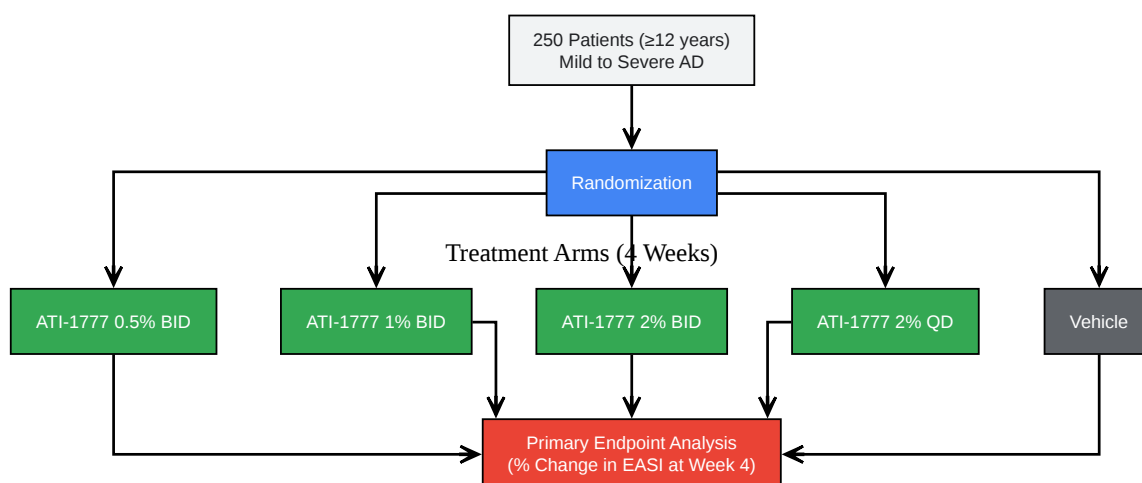 250 Patients (≥12 years)
Mild to Severe AD
Randomization
Treatment Arms (4 Weeks)
ATI-1777 0.5% BID
ATI-1777 1% BID
ATI-1777 2% BID
ATI-1777 2% QD
Vehicle
Primary Endpoint Analysis
(% Change in EASI at Week 4)